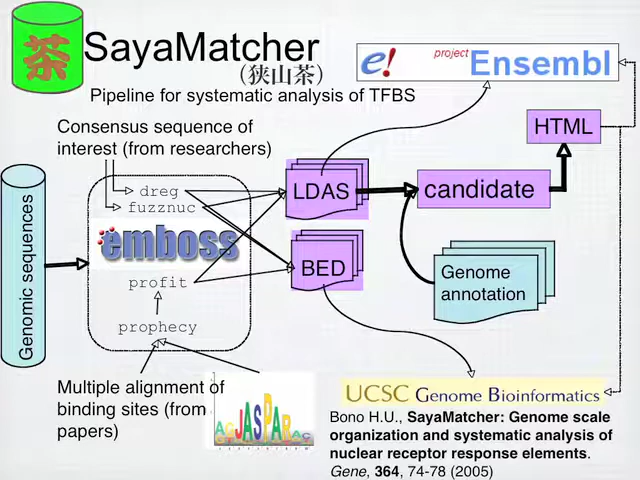 茶
SayaMatcher
（狭山茶）
Pipeline for systematic analysis of TFBS
e!
project
Ensembl
Consensus sequence of
interest (from researchers)
HTML
Genomic sequences
dreg
fuzznuc
emboss
profit
prophecy
LDAS
BED
candidate
Genome
annotation
Multiple alignment of
binding sites (from
papers)
JASPAR
UCSC Genome Bioinformatics
Bono H.U., SayaMatcher: Genome scale
organization and systematic analysis of
nuclear receptor response elements.
Gene, 364, 74-78 (2005)